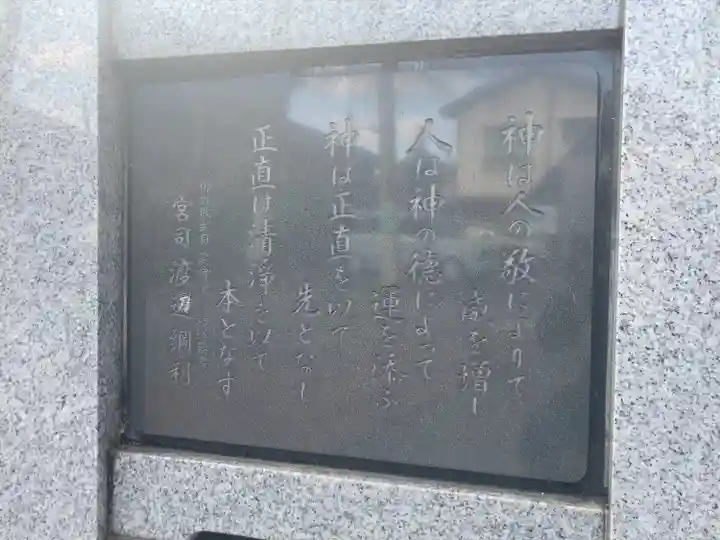 神は人の敬によりて
威を増し
人は神の徳によって
運を添ふ
神は正直を以て
先となし
正直は清浄を以て
本となす
宮司 渡辺 綱利